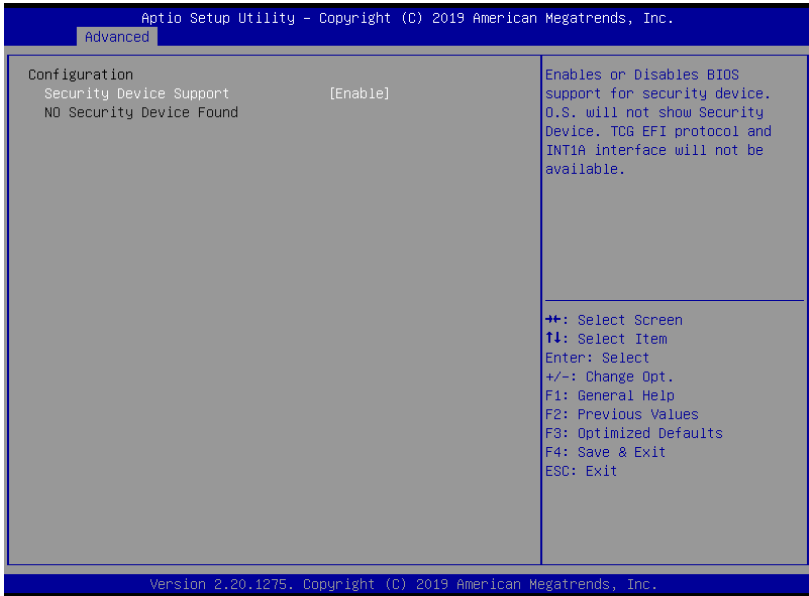 Aptio Setup Utility – Copyright (C) 2019 American Megatrends, Inc.
Advanced
Configuration
Security Device Support [Enable]
NO Security Device Found
Enables or Disables BIOS
support for security device.
O.S. will not show Security
Device. TCG EFI protocol and
INT1A interface will not be
available.
→←: Select Screen
↑↓: Select Item
Enter: Select
+/-: Change Opt.
F1: General Help
F2: Previous Values
F3: Optimized Defaults
F4: Save & Exit
ESC: Exit
Version 2.20.1275. Copyright (C) 2019 American Megatrends, Inc.